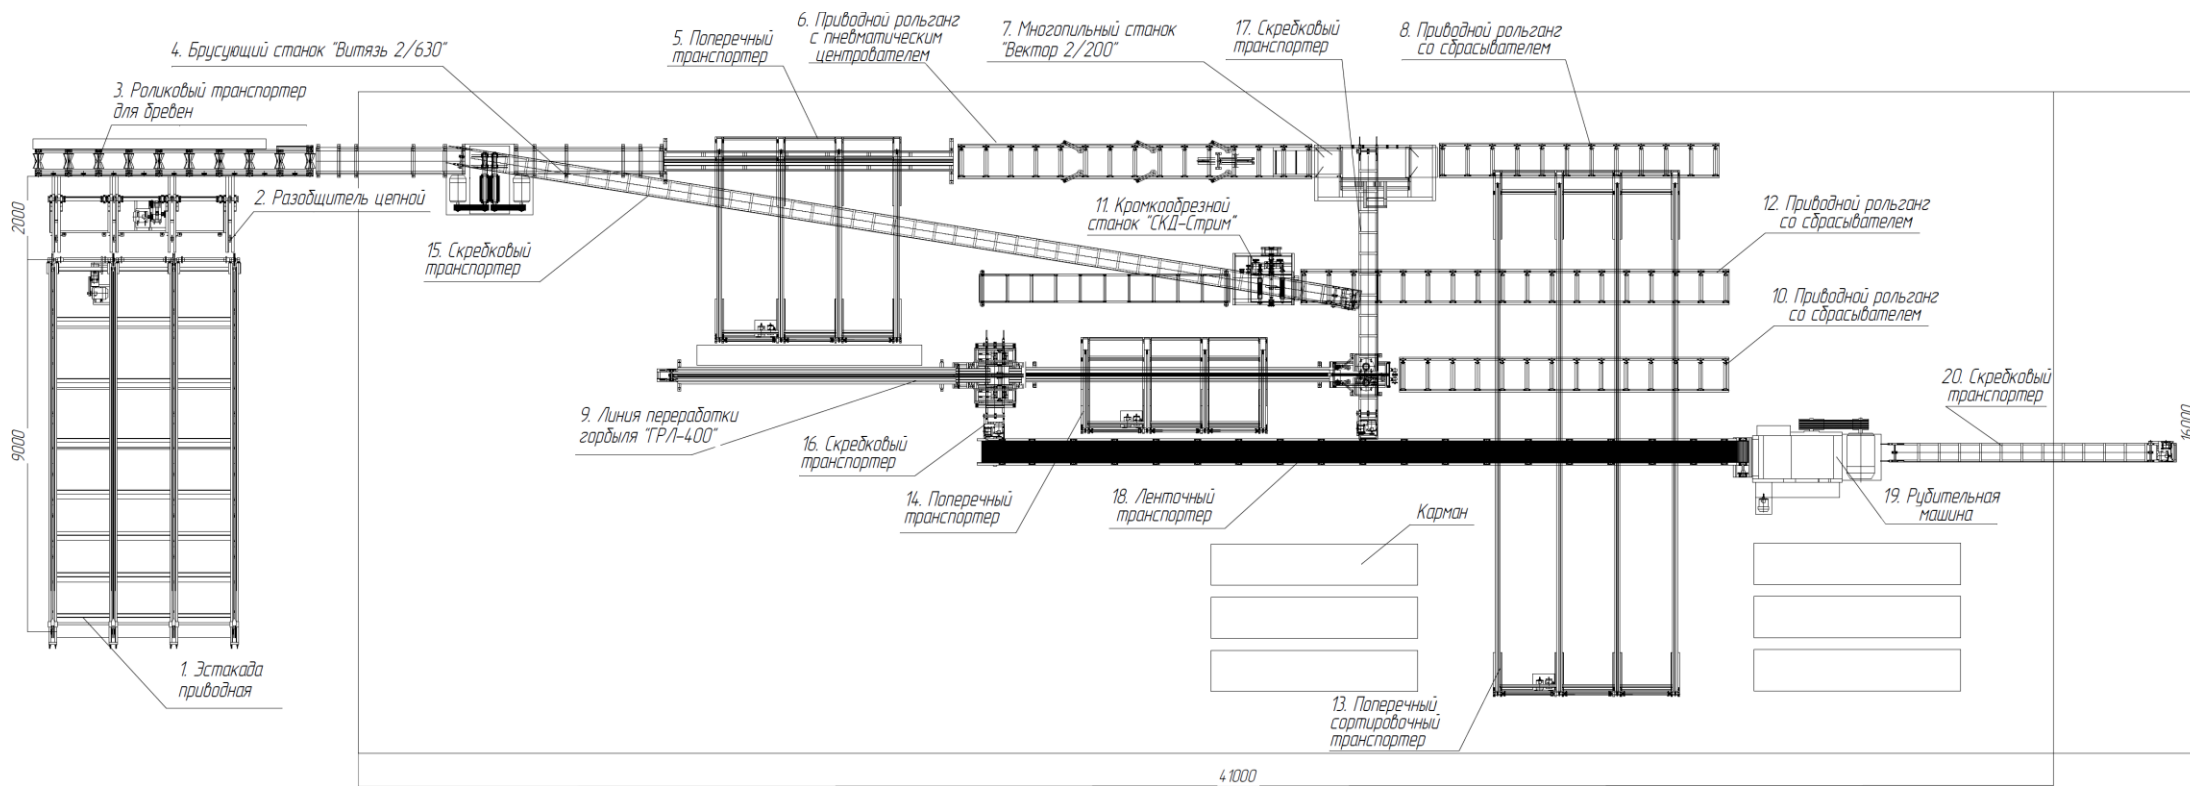 6. Приводной рольганг
с пневматическим
центрователем
17. Скребковый
транспортер
7. Многопильный станок
"Вектор 2/200"
8. Приводной рольганг
со сбрасывателем
5. Поперечный
транспортер
4. Брусующий станок "Витязь 2/630"
3. Роликовый транспортер
для бревен
2. Разобщитель цепной
11. Кромкообрезной
станок "СКД-Стрим"
12. Приводной рольганг
со сбрасывателем
2000
15. Скребковый
транспортер
10. Приводной рольганг
со сбрасывателем
20. Скребковый
транспортер
9. Линия переработки
горбыля "ГРЛ-400"
16000
9000
16. Скребковый
транспортер
14. Поперечный
транспортер
18. Ленточный
транспортер
Карман
19. Рубительная
машина
1. Эстакада
приводная
13. Поперечный
сортировочный
транспортер
41000